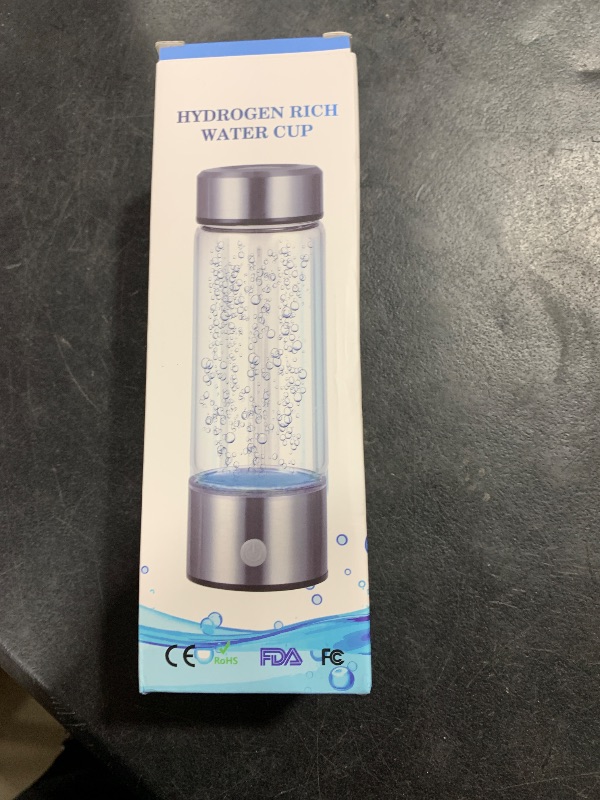 HYDROGEN RICH
WATER CUP
CE RoHS FDA FC